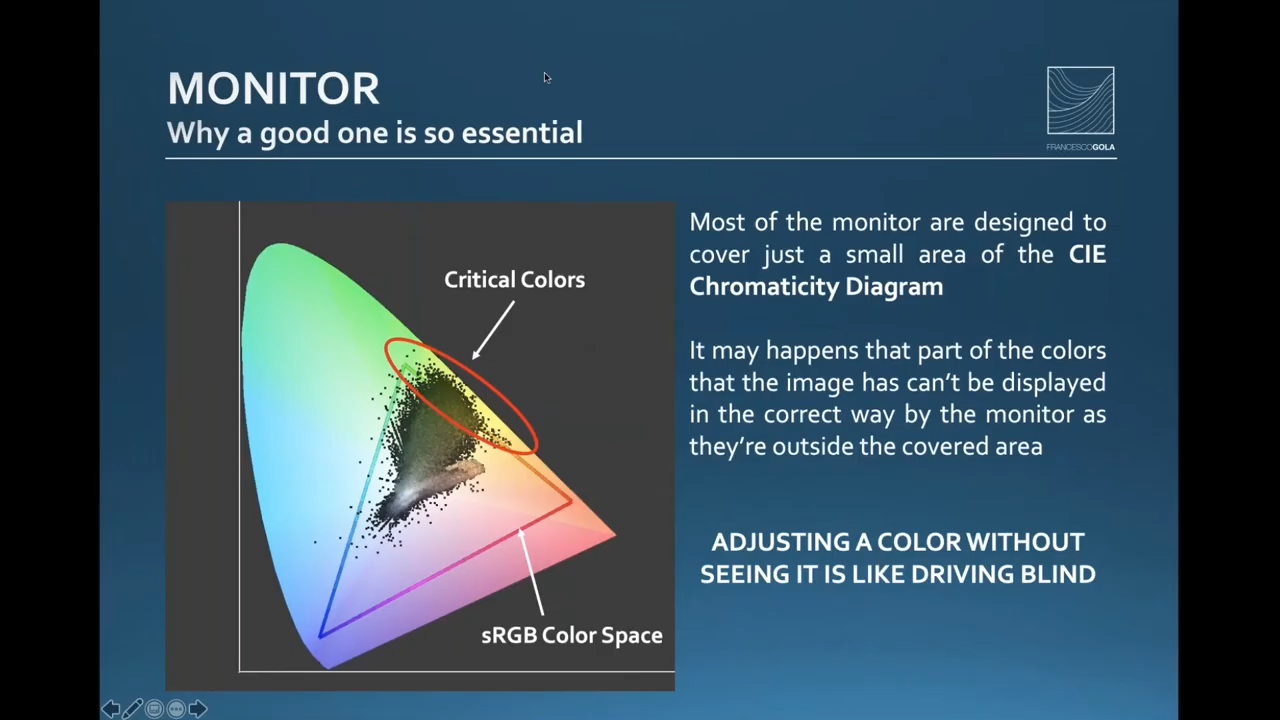 MONITOR
Why a good one is so essential
FRANCESCOGOLA
Critical Colors
sRGB Color Space
Most of the monitor are designed to
cover just a small area of the CIE
Chromaticity Diagram
It may happens that part of the colors
that the image has can't be displayed
in the correct way by the monitor as
they're outside the covered area
ADJUSTING A COLOR WITHOUT
SEEING IT IS LIKE DRIVING BLIND